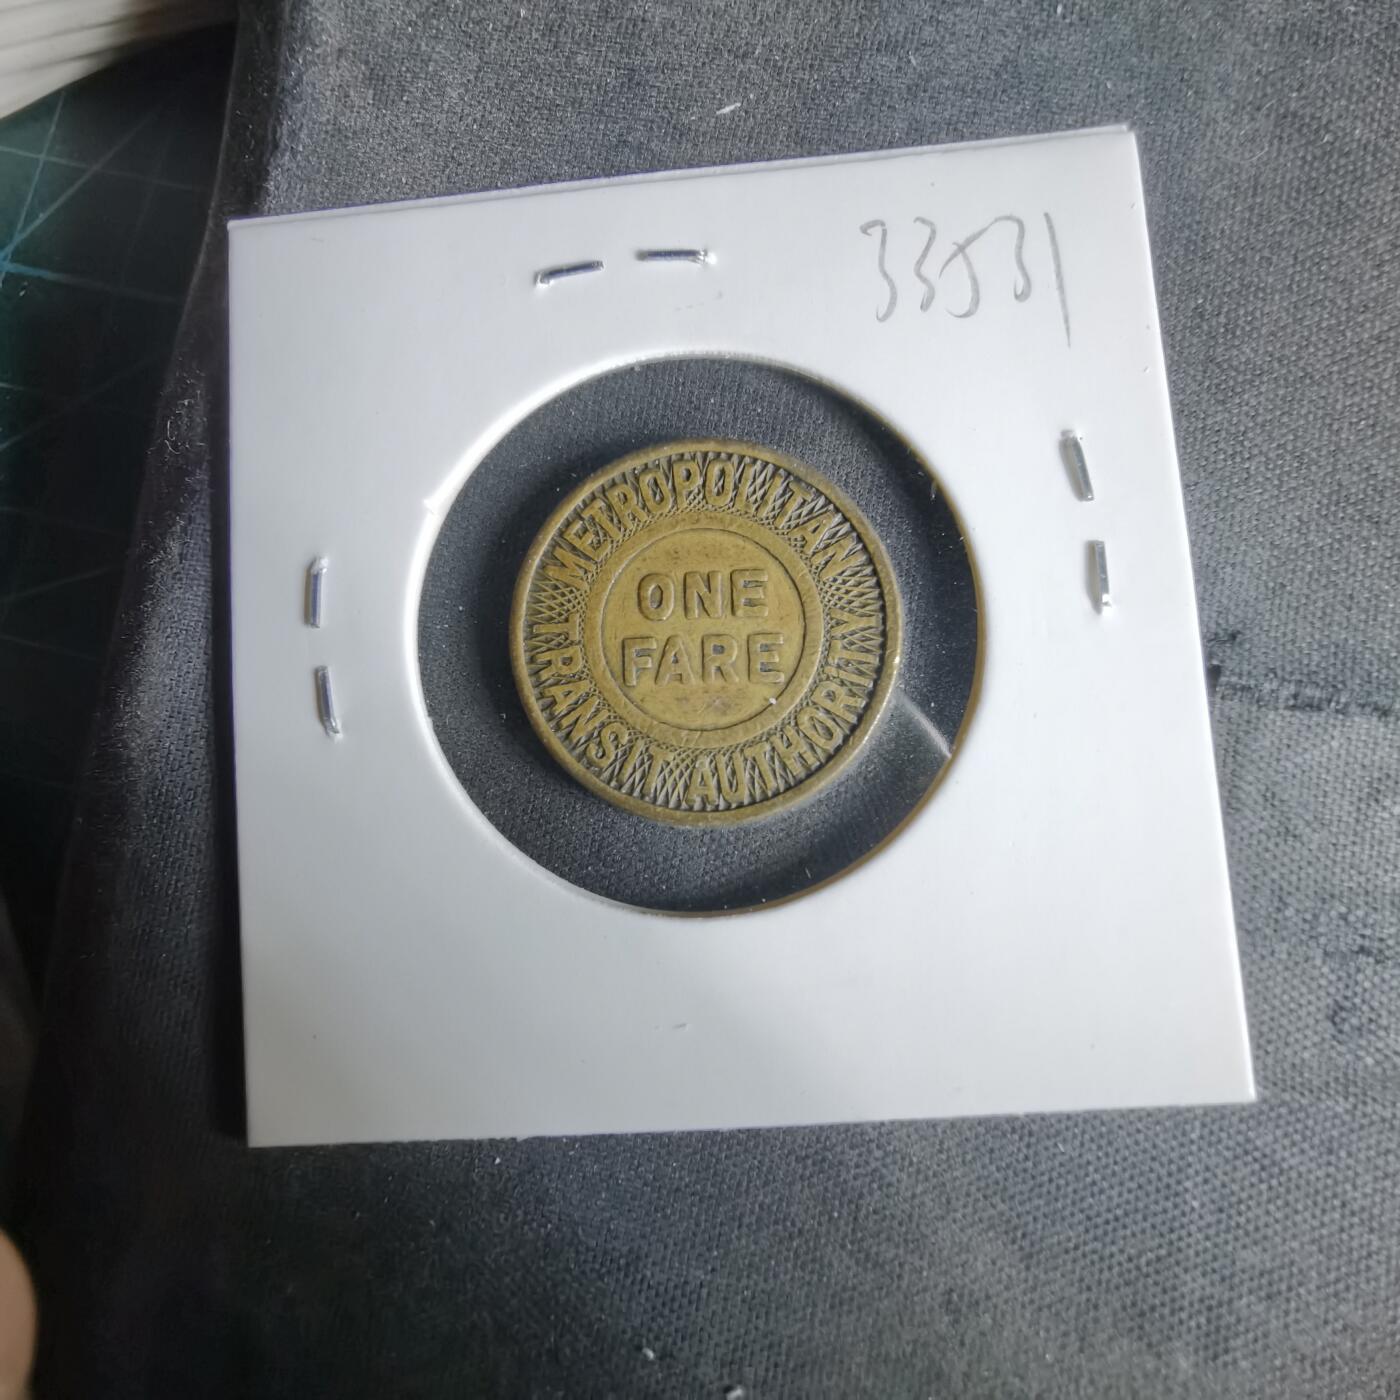 33531
METROPOLITAN
ONE
FARE
TRANSIT AUTHORITY